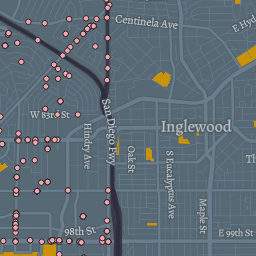 Centinela Ave
E Hyd
San Diego Fwy
W 83rd St
Inglewood
Hindry Ave
Oak St
S Eucalyptus Ave
Th
Maple St
98th St
E 99th St